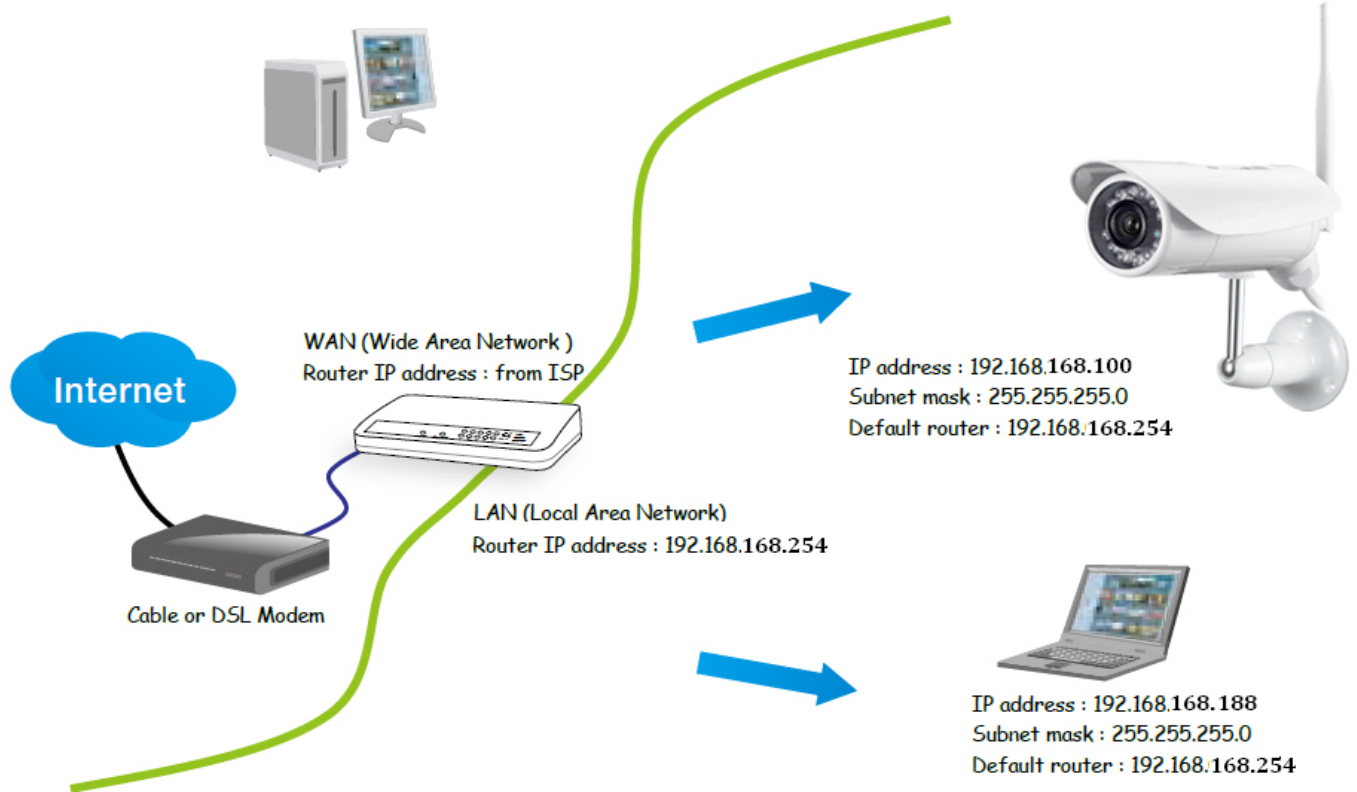 WAN (Wide Area Network )
Router IP address : from ISP
Internet
IP address : 192.168.168.100
Subnet mask : 255.255.255.0
Default router : 192.168.168.254
LAN (Local Area Network)
Router IP address : 192.168.168.254
Cable or DSL Modem
IP address : 192.168.168.188
Subnet mask : 255.255.255.0
Default router : 192.168.168.254